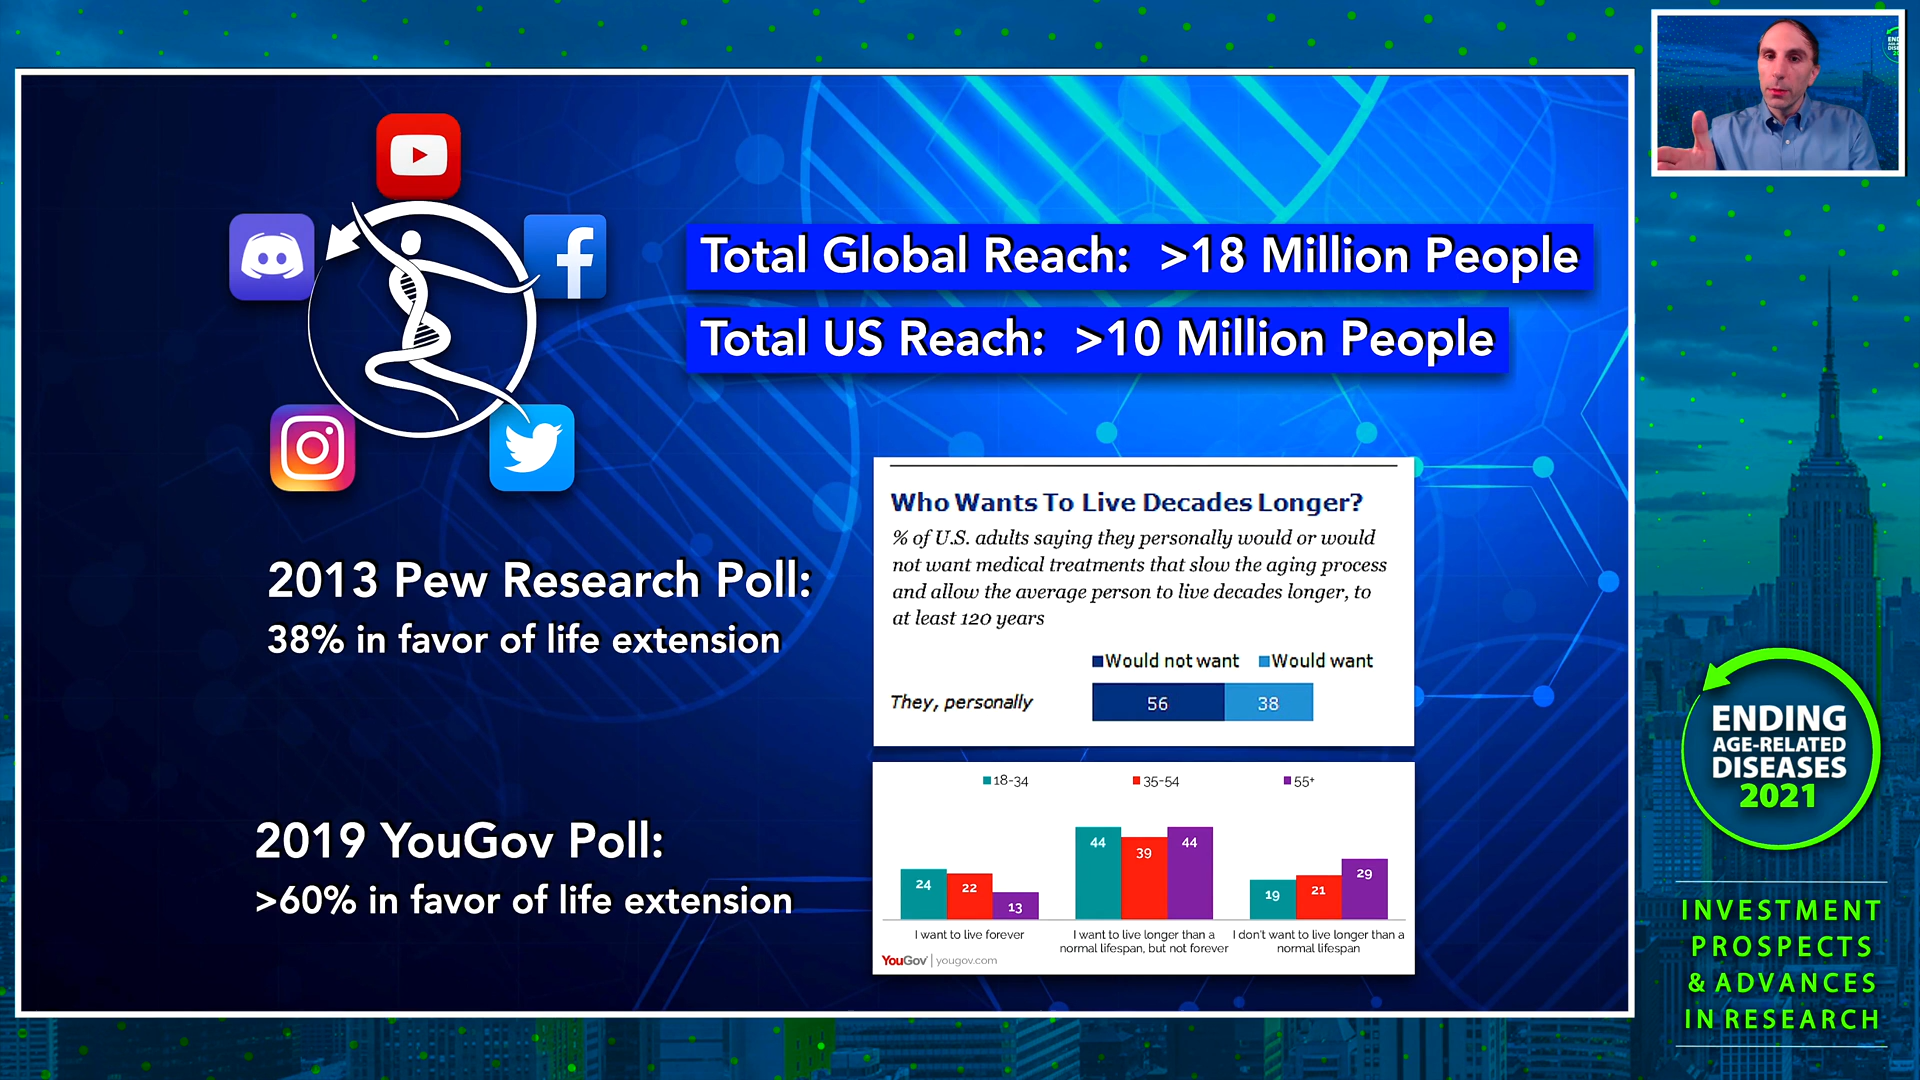 Total Global Reach: >18 Million People
Total US Reach: >10 Million People
2013 Pew Research Poll:
38% in favor of life extension
Who Wants To Live Decades Longer?
% of U.S. adults saying they personally would or would
not want medical treatments that slow the aging process
and allow the average person to live decades longer, to
at least 120 years
Would not want Would want
They, personally 56 38
2019 YouGov Poll:
>60% in favor of life extension
18-34 35-54 55+
24 22 13 44 39 44 19 21 29
I want to live forever
I want to live longer than a
normal lifespan, but not forever
I don't want to live longer than a
normal lifespan
YouGov | yougov.com
ENDING
AGE-RELATED
DISEASES
2021
INVESTMENT
PROSPECTS
& ADVANCES
IN RESEARCH